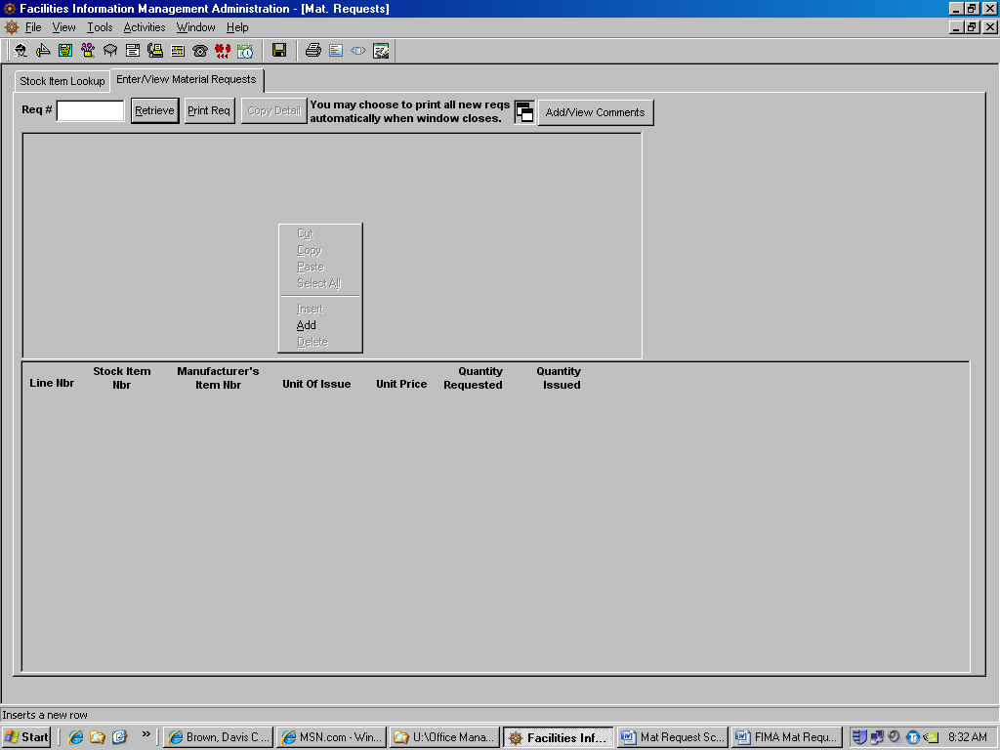 Facilities Information Management Administration - [Mat. Requests]
File View Tools Activities Window Help
Stock Item Lookup Enter/View Material Requests
Req # Retrieve Print Req Copy Detail You may choose to print all new reqs automatically when window closes. Add/View Comments
Cut
Copy
Paste
Select All
Insert
Add
Delete
Line Nbr Stock Item Nbr Manufacturer's Item Nbr Unit Of Issue Unit Price Quantity Requested Quantity Issued
Inserts a new row
Start » Brown, Davis C ... MSN.com - Win... U:\Office Mana... Facilities Inf... Mat Request Sc... FIMA Mat Requ... 8:32 AM